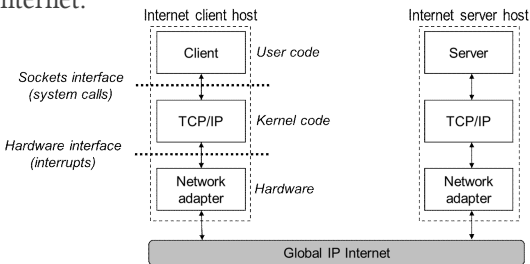 internet.
Internet client host
Internet server host
Client
User code
Server
Sockets interface
(system calls)
TCP/IP
Kernel code
TCP/IP
Hardware interface
(interrupts)
Network
adapter
Hardware
Network
adapter
Global IP Internet